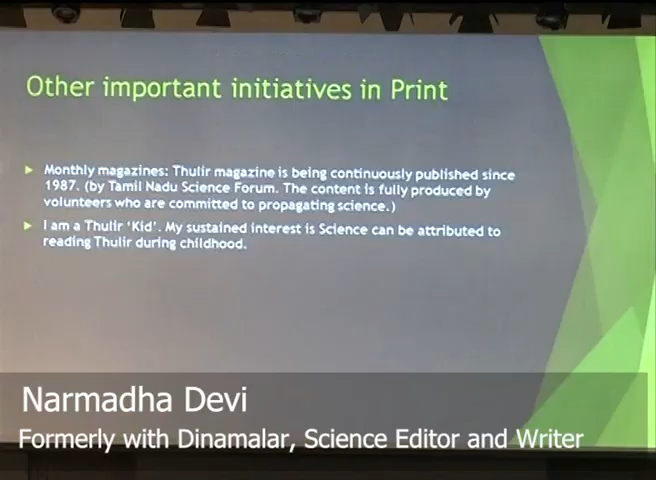 Other important initiatives in Print
Monthly magazines: Thulir magazine is being continuously published since
1987. (by Tamil Nadu Science Forum. The content is fully produced by
volunteers who are committed to propagating science.)
I am a Thulir 'Kid'. My sustained interest is Science can be attributed to
reading Thulir during childhood.
Narmadha Devi
Formerly with Dinamalar, Science Editor and Writer